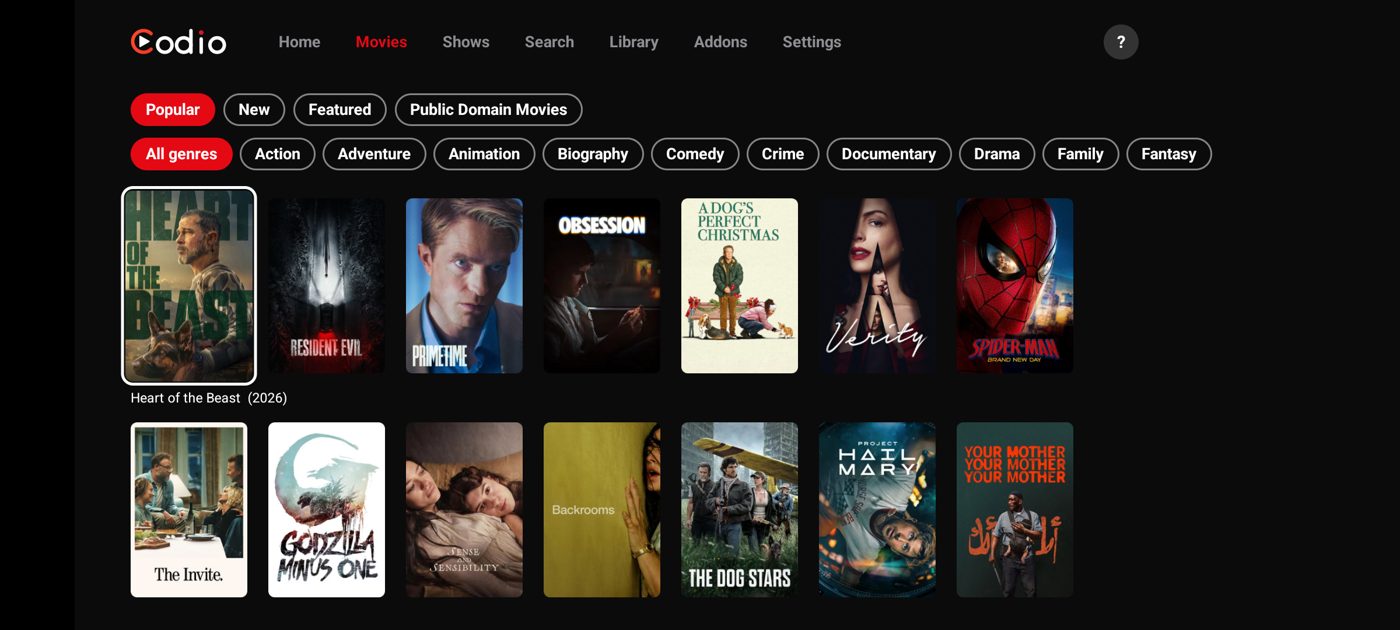 Codio
Home Movies Shows Search Library Addons Settings ?
Popular New Featured Public Domain Movies
All genres Action Adventure Animation Biography Comedy Crime Documentary Drama Family Fantasy
HEART
OF
THE
BEAST
RESIDENT EVIL
PRIMETIME
OBSESSION
A DOG'S
PERFECT
CHRISTMAS
Verity
SPIDER-MAN
BRAND NEW DAY
Heart of the Beast (2026)
The Invite.
GODZILLA
MINUS ONE
SENSE
AND
SENSIBILITY
Backrooms
THE DOG STARS
PROJECT
HAIL
MARY
YOUR MOTHER
YOUR MOTHER
YOUR MOTHER